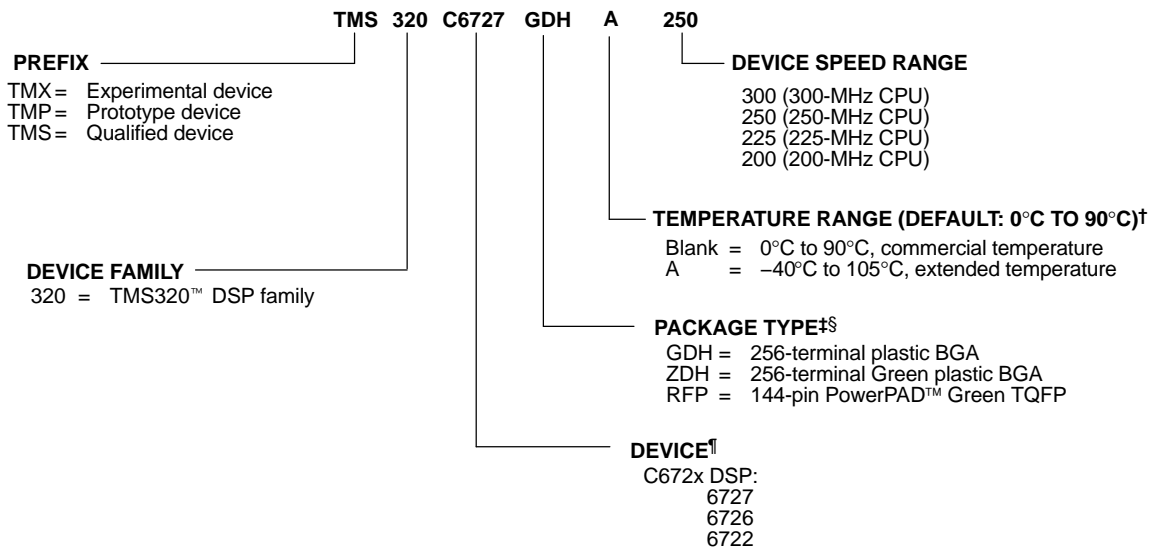 TMS 320 C6727 GDH A 250
PREFIX
TMX = Experimental device
TMP = Prototype device
TMS = Qualified device
DEVICE SPEED RANGE
300 (300-MHz CPU)
250 (250-MHz CPU)
225 (225-MHz CPU)
200 (200-MHz CPU)
TEMPERATURE RANGE (DEFAULT: 0°C TO 90°C)†
Blank = 0°C to 90°C, commercial temperature
A = −40°C to 105°C, extended temperature
DEVICE FAMILY
320 = TMS320™ DSP family
PACKAGE TYPE‡§
GDH = 256-terminal plastic BGA
ZDH = 256-terminal Green plastic BGA
RFP = 144-pin PowerPAD™ Green TQFP
DEVICE¶
C672x DSP:
6727
6726
6722